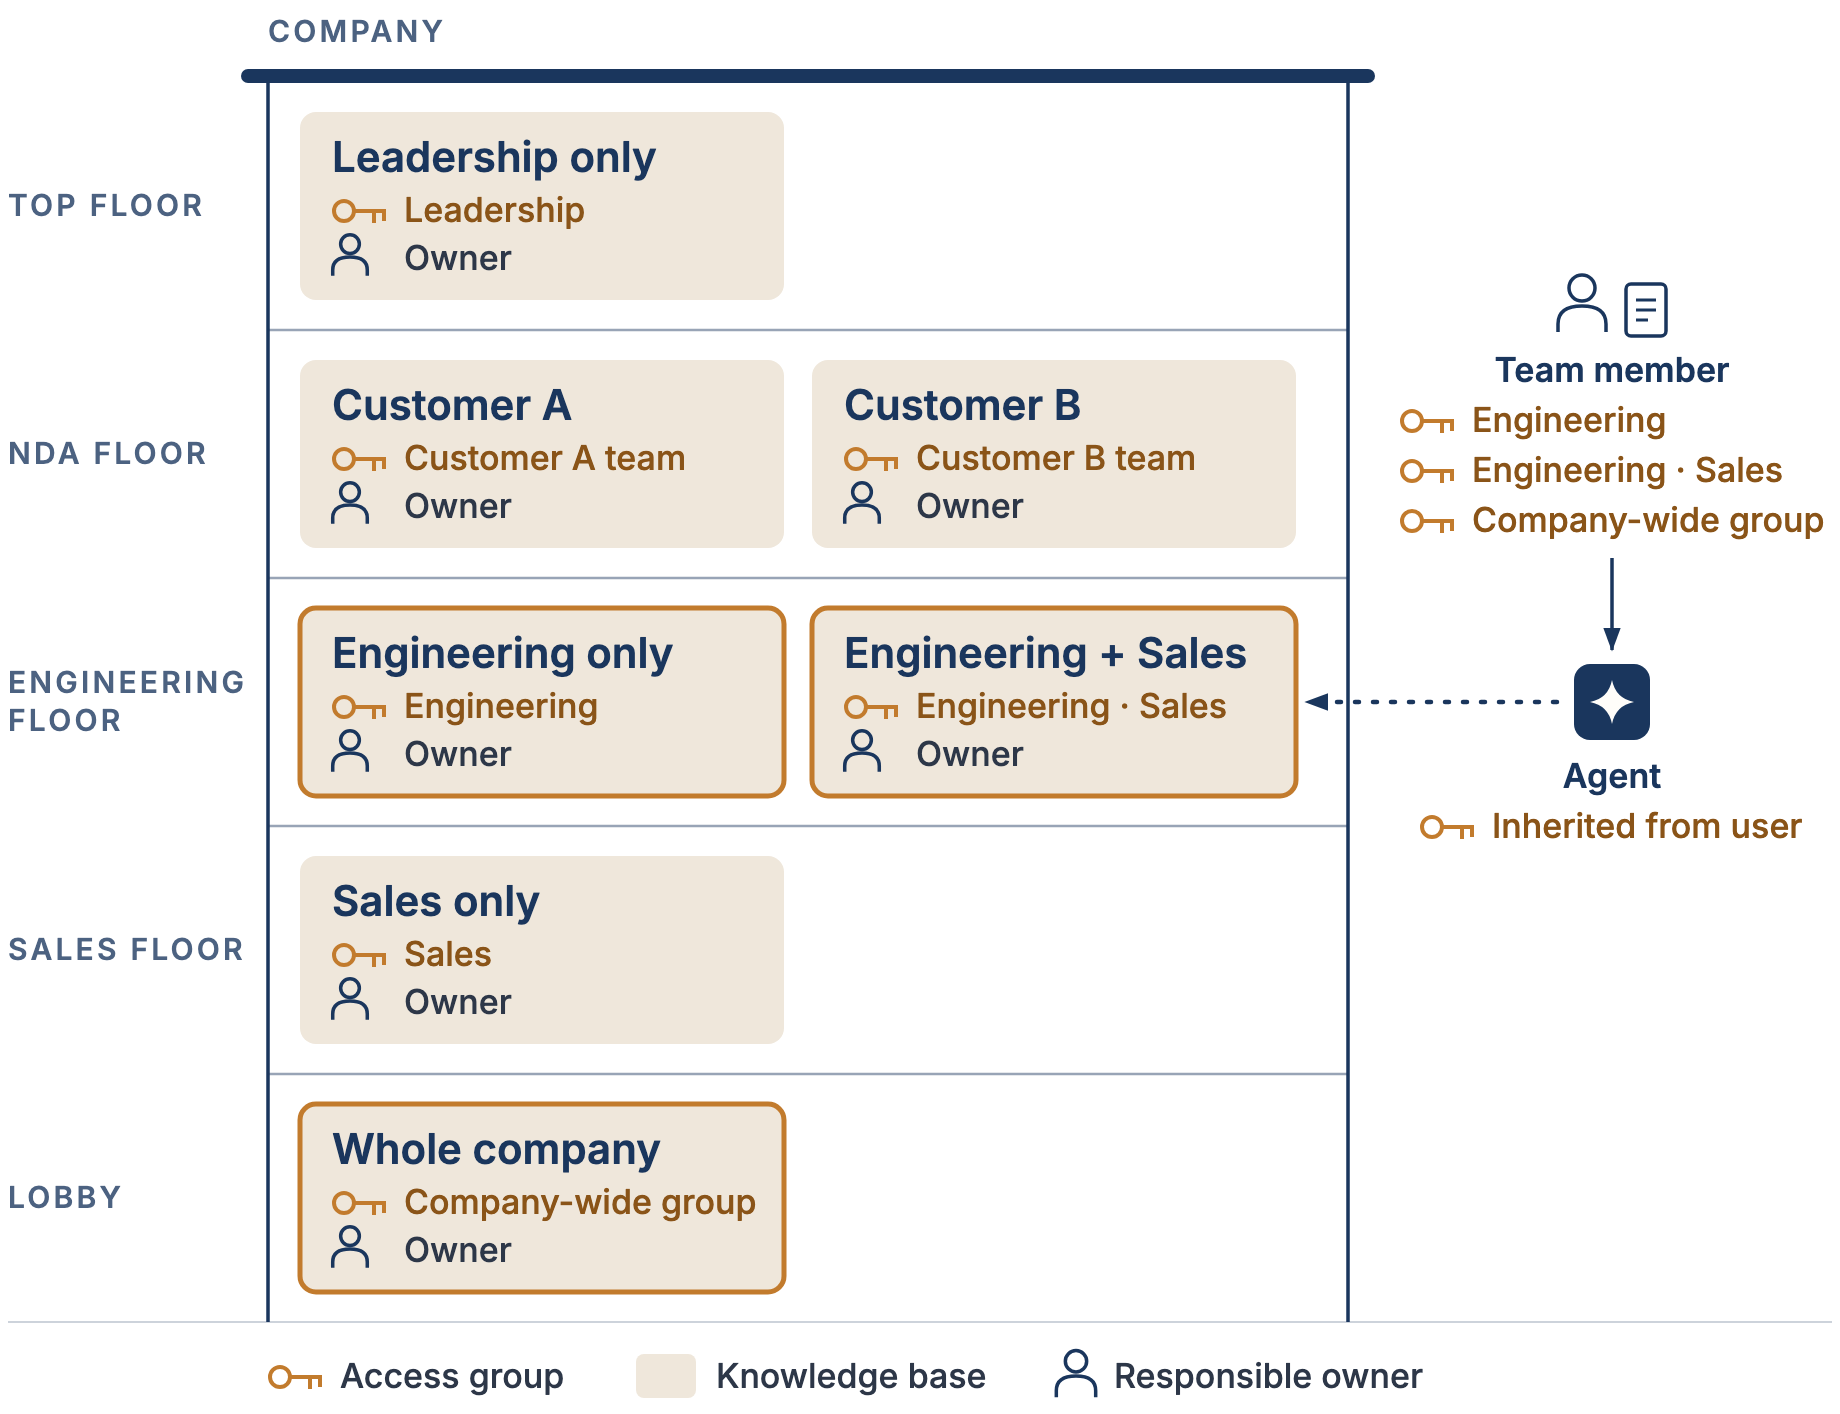 COMPANY
TOP FLOOR
Leadership only
Leadership
Owner
NDA FLOOR
Customer A
Customer A team
Owner
Customer B
Customer B team
Owner
ENGINEERING
FLOOR
Engineering only
Engineering
Owner
Engineering + Sales
Engineering · Sales
Owner
SALES FLOOR
Sales only
Sales
Owner
LOBBY
Whole company
Company-wide group
Owner
Team member
Engineering
Engineering · Sales
Company-wide group
Agent
Inherited from user
Access group
Knowledge base
Responsible owner